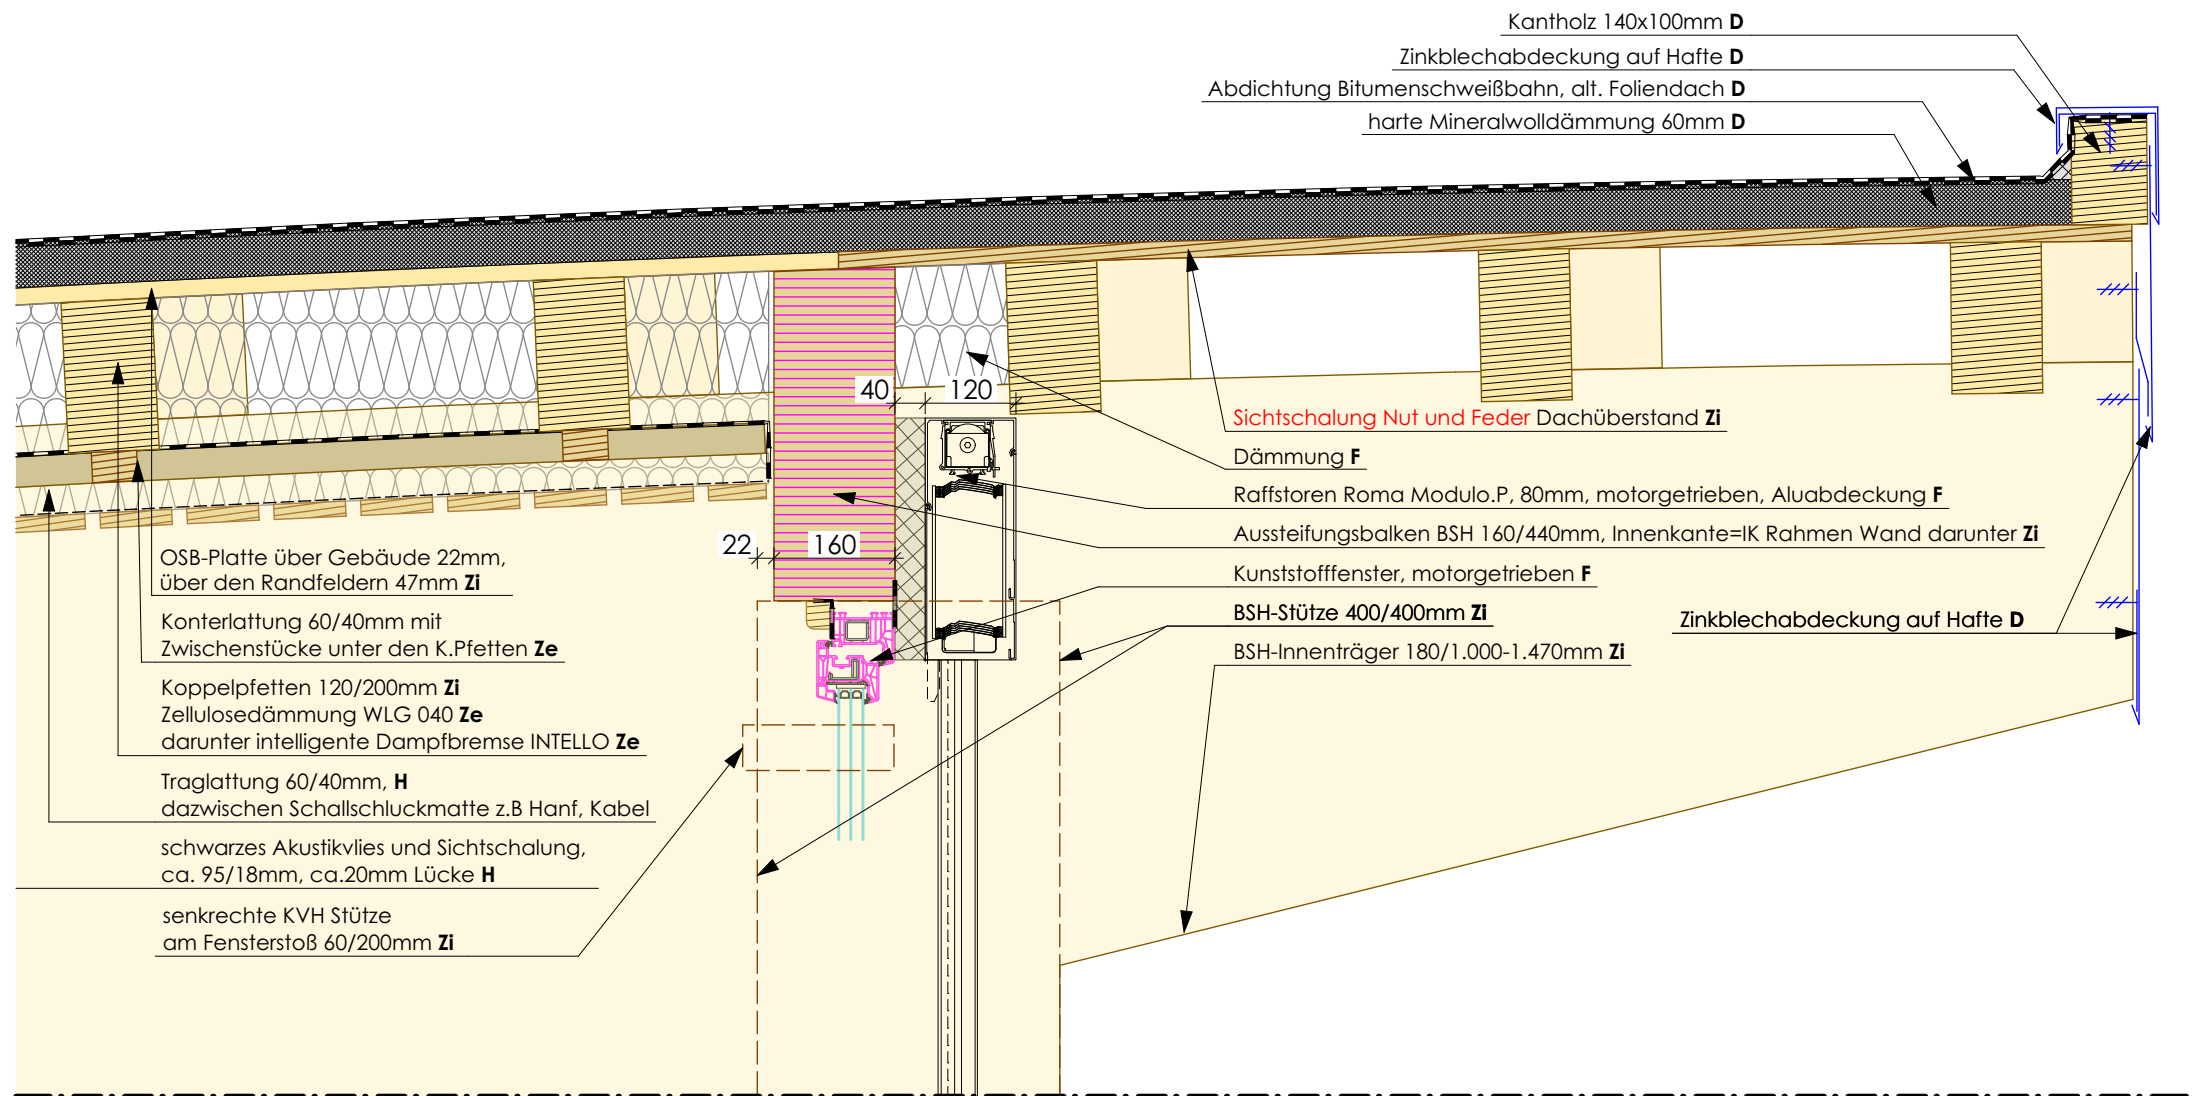 Kantholz 140x100mm D
Zinkblechabdeckung auf Hafte D
Abdichtung Bitumenschweißbahn, alt. Foliendach D
harte Mineralwolldämmung 60mm D
40
120
Sichtschalung Nut und Feder Dachüberstand Zi
Dämmung F
Raffstoren Roma Modulo.P, 80mm, motorgetrieben, Aluabdeckung F
22
160
Aussteifungsbalken BSH 160/440mm, Innenkante=IK Rahmen Wand darunter Zi
Kunststofffenster, motorgetrieben F
BSH-Stütze 400/400mm Zi
Zinkblechabdeckung auf Hafte D
BSH-Innenträger 180/1.000-1.470mm Zi
OSB-Platte über Gebäude 22mm,
über den Randfeldern 47mm Zi
Konterlattung 60/40mm mit
Zwischenstücke unter den K.Pfetten Ze
Koppelpfetten 120/200mm Zi
Zellulosedämmung WLG 040 Ze
darunter intelligente Dampfbremse INTELLO Ze
Traglattung 60/40mm, H
dazwischen Schallschluckmatte z.B Hanf, Kabel
schwarzes Akustikvlies und Sichtschalung,
ca. 95/18mm, ca.20mm Lücke H
senkrechte KVH Stütze
am Fensterstoß 60/200mm Zi